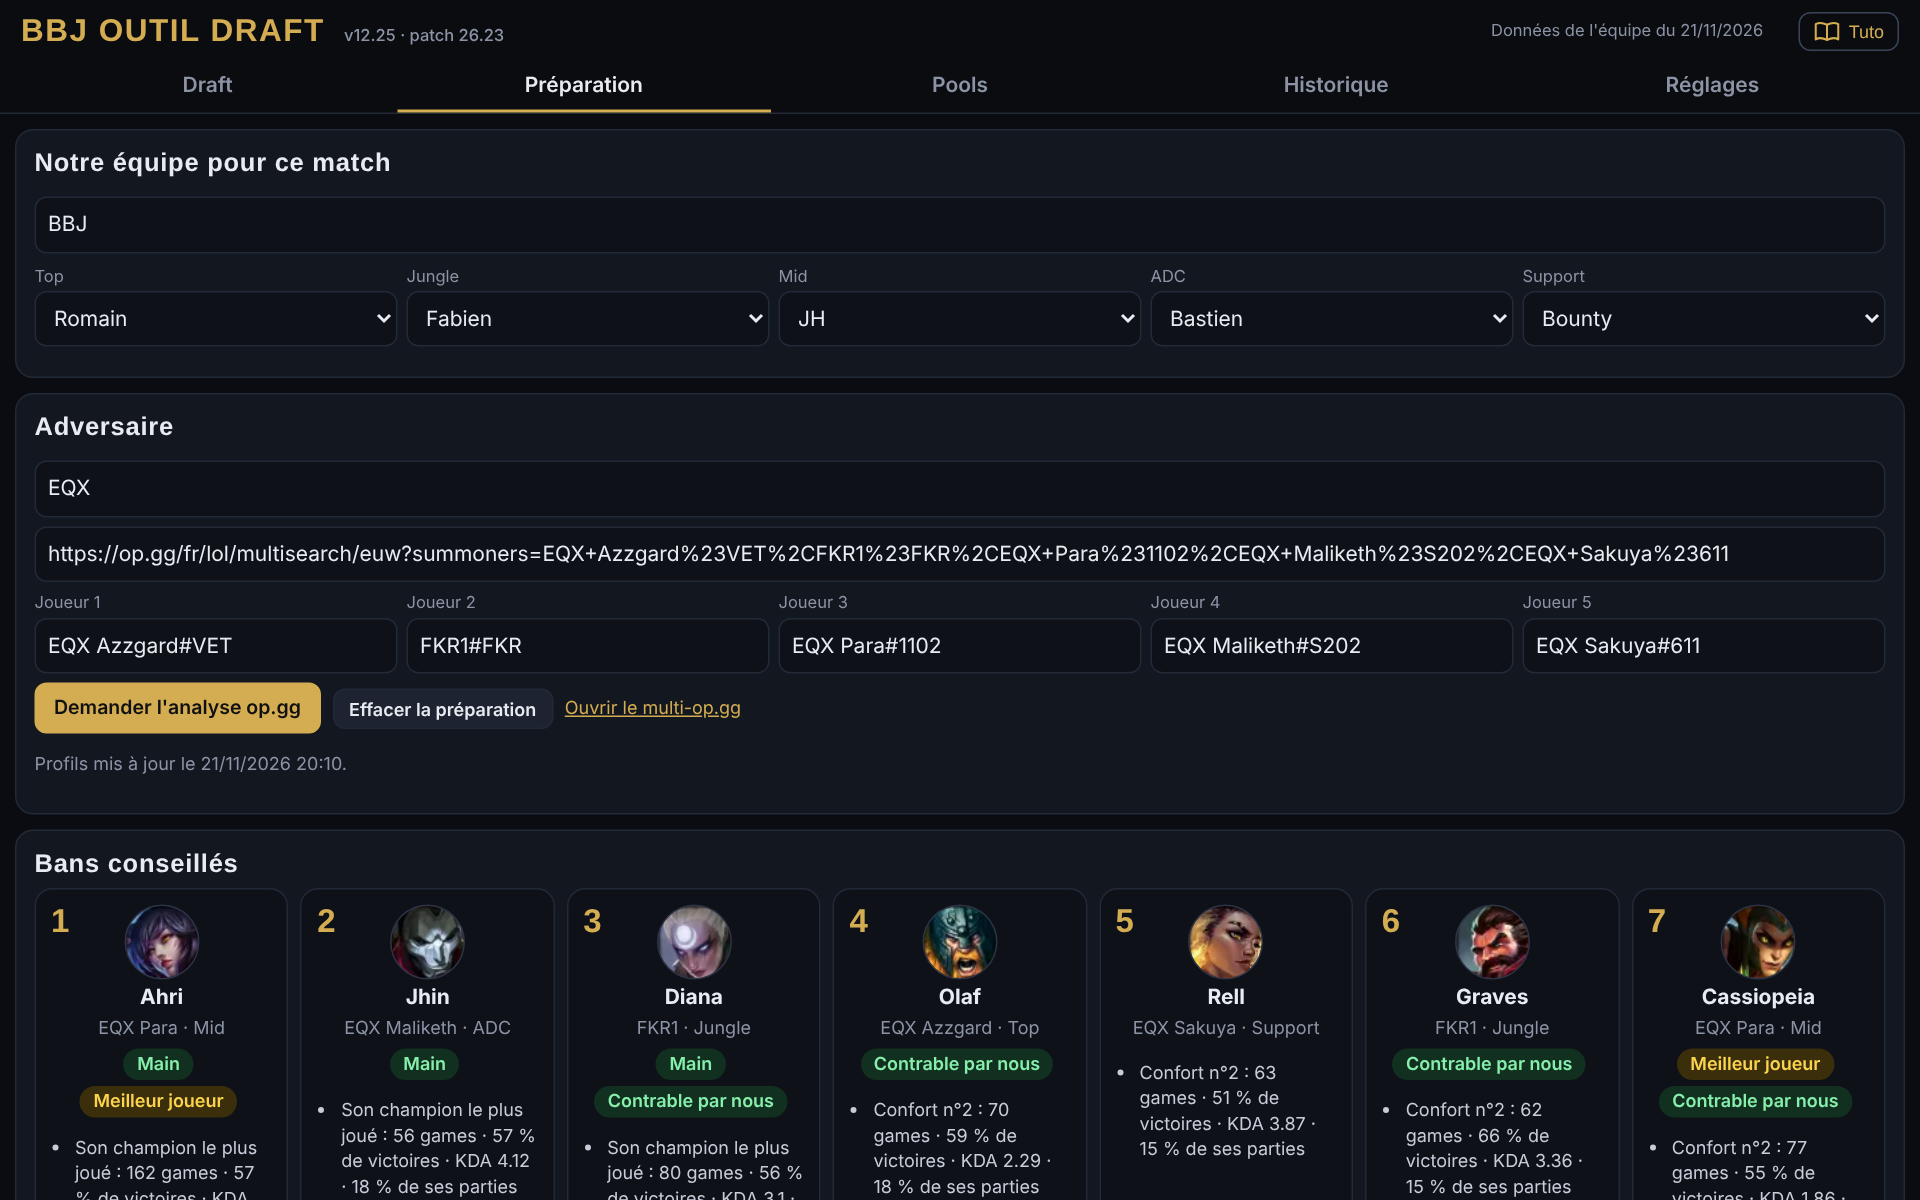 BBJ OUTIL DRAFT v12.25 · patch 26.23
Données de l'équipe du 21/11/2026
Tuto
Draft
Préparation
Pools
Historique
Réglages
Notre équipe pour ce match
BBJ
Top
Jungle
Mid
ADC
Support
Romain
Fabien
JH
Bastien
Bounty
Adversaire
EQX
https://op.gg/fr/lol/multisearch/euw?summoners=EQX+Azzgard%23VET%2CFKR1%23FKR%2CEQX+Para%231102%2CEQX+Maliketh%23S202%2CEQX+Sakuya%23611
Joueur 1
Joueur 2
Joueur 3
Joueur 4
Joueur 5
EQX Azzgard#VET
FKR1#FKR
EQX Para#1102
EQX Maliketh#S202
EQX Sakuya#611
Demander l'analyse op.gg
Effacer la préparation
Ouvrir le multi-op.gg
Profils mis à jour le 21/11/2026 20:10.
Bans conseillés
1
Ahri
EQX Para · Mid
Main
Meilleur joueur
• Son champion le plus
joué : 162 games · 57
% de victoires · KDA
2
Jhin
EQX Maliketh · ADC
Main
• Son champion le plus
joué : 56 games · 57 %
de victoires · KDA 4.12
· 18 % de ses parties
3
Diana
FKR1 · Jungle
Main
Contrable par nous
• Son champion le plus
joué : 80 games · 56 %
de victoires · KDA 3.1 ·
4
Olaf
EQX Azzgard · Top
Contrable par nous
• Confort n°2 : 70
games · 59 % de
victoires · KDA 2.29 ·
18 % de ses parties
5
Rell
EQX Sakuya · Support
• Confort n°2 : 63
games · 51 % de
victoires · KDA 3.87 ·
15 % de ses parties
6
Graves
FKR1 · Jungle
Contrable par nous
• Confort n°2 : 62
games · 66 % de
victoires · KDA 3.36 ·
15 % de ses parties
7
Cassiopeia
EQX Para · Mid
Meilleur joueur
Contrable par nous
• Confort n°2 : 77
games · 55 % de
victoires · KDA 1.86 ·